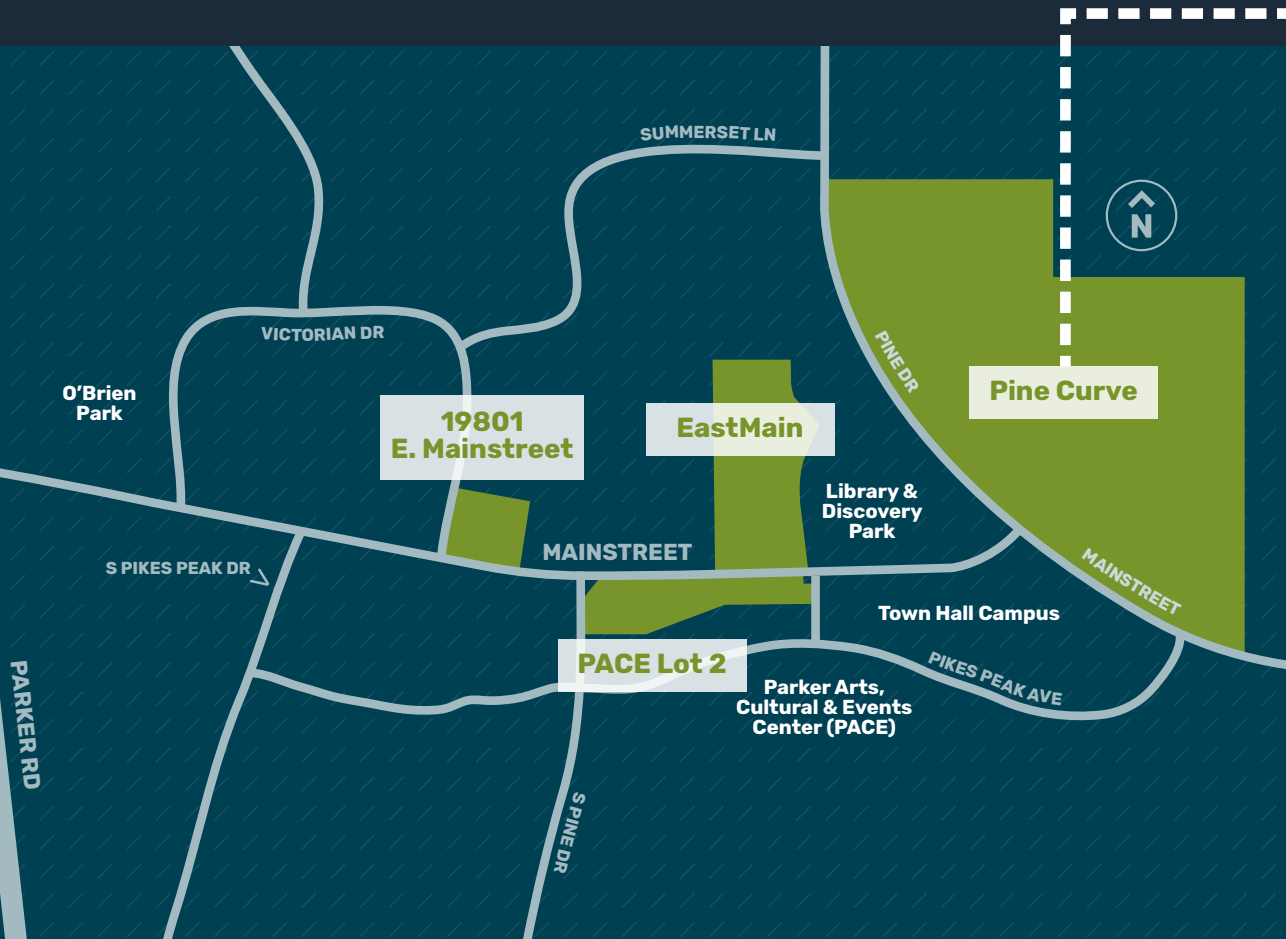 SUMMERSET LN
N
VICTORIAN DR
PINE DR
O’Brien
Park
19801
E. Mainstreet
EastMain
Pine Curve
Library &
Discovery
Park
MAINSTREET
S PIKES PEAK DR
MAINSTREET
Town Hall Campus
PACE Lot 2
PIKES PEAK AVE
Parker Arts,
Cultural & Events
Center (PACE)
PARKER RD
S PINE DR